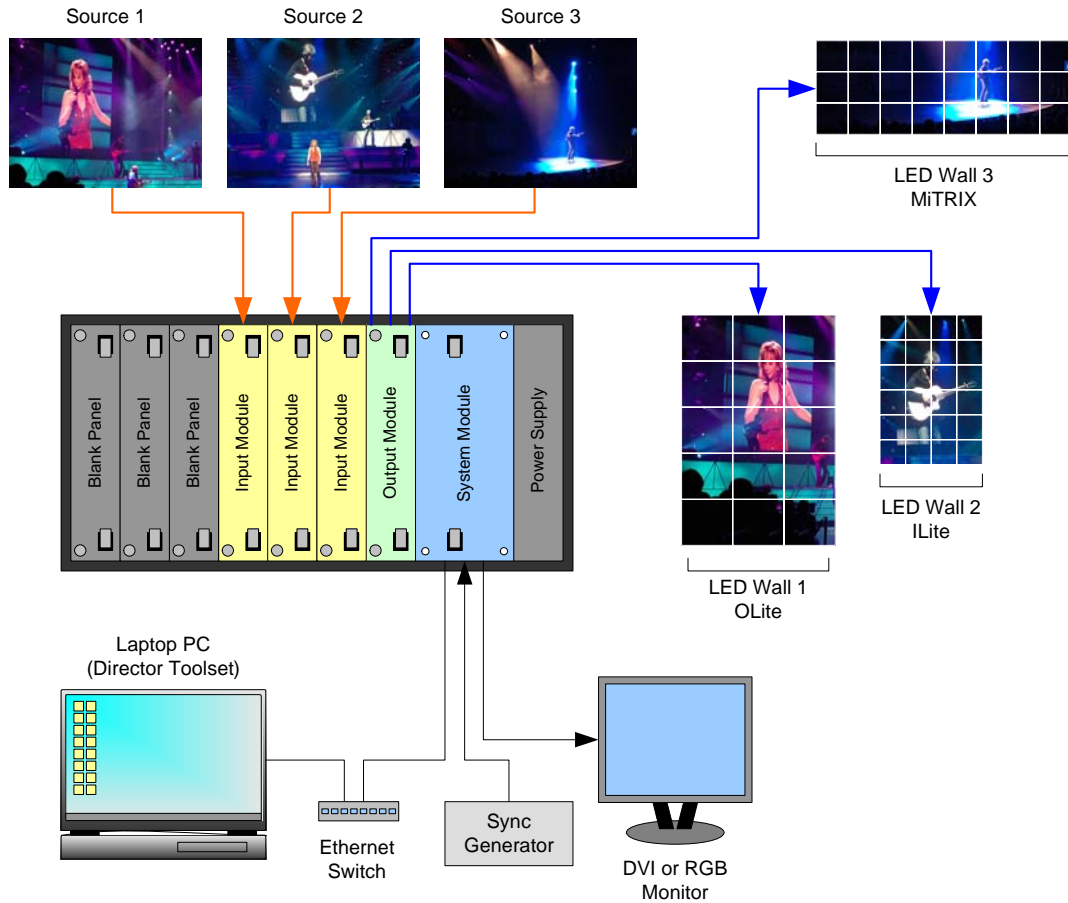 Source 1
Source 2
Source 3
LED Wall 3
MiTRIX
Blank Panel
Blank Panel
Blank Panel
Input Module
Input Module
Input Module
Output Module
System Module
Power Supply
LED Wall 2
ILite
LED Wall 1
OLite
Laptop PC
(Director Toolset)
Ethernet
Switch
Sync
Generator
DVI or RGB
Monitor